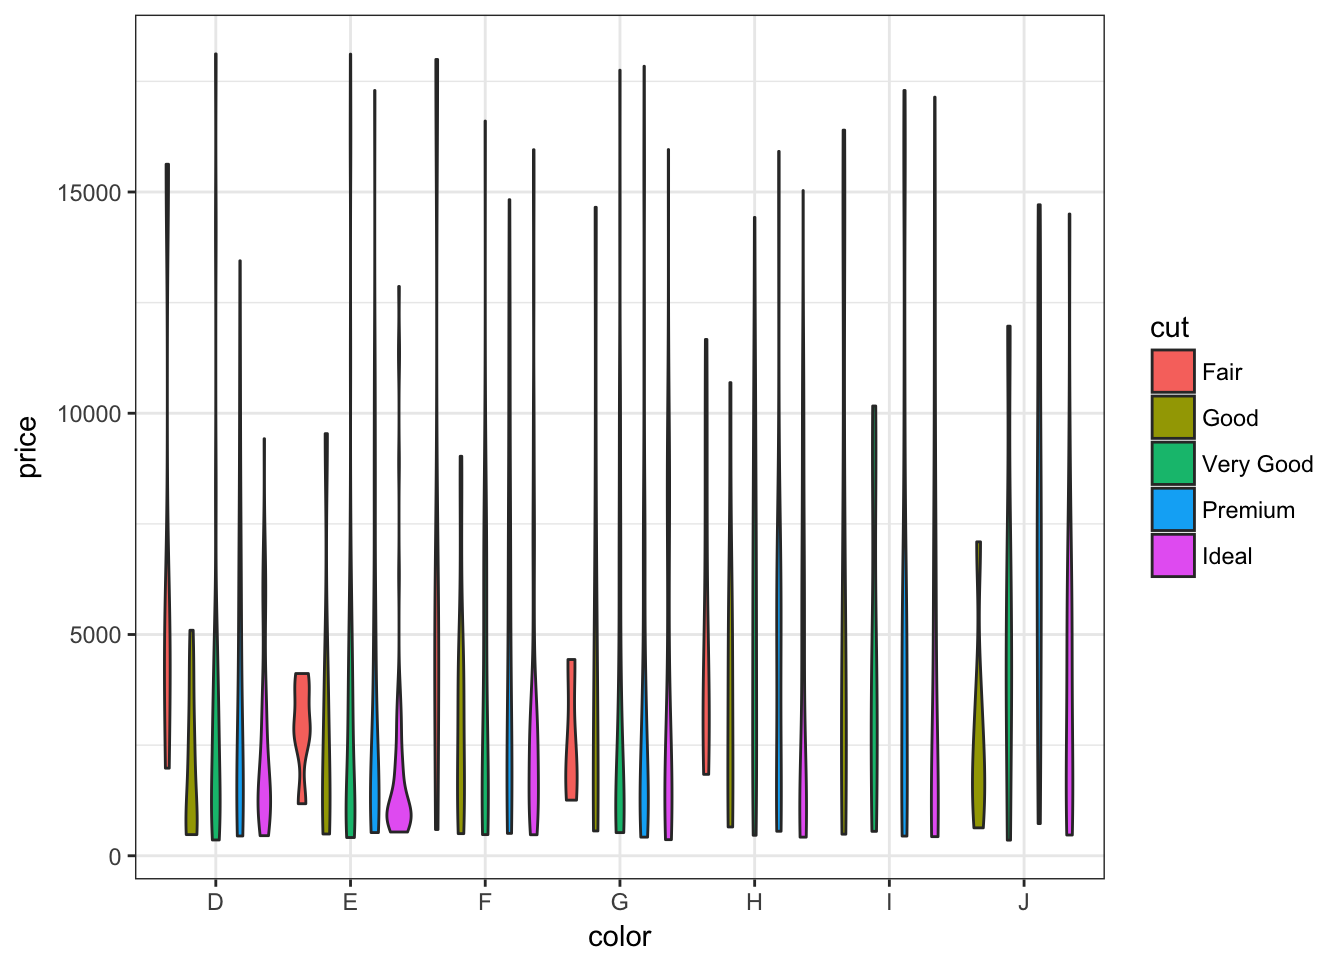 15000
10000
5000
0
price
D E F G H I J
color
cut
Fair
Good
Very Good
Premium
Ideal